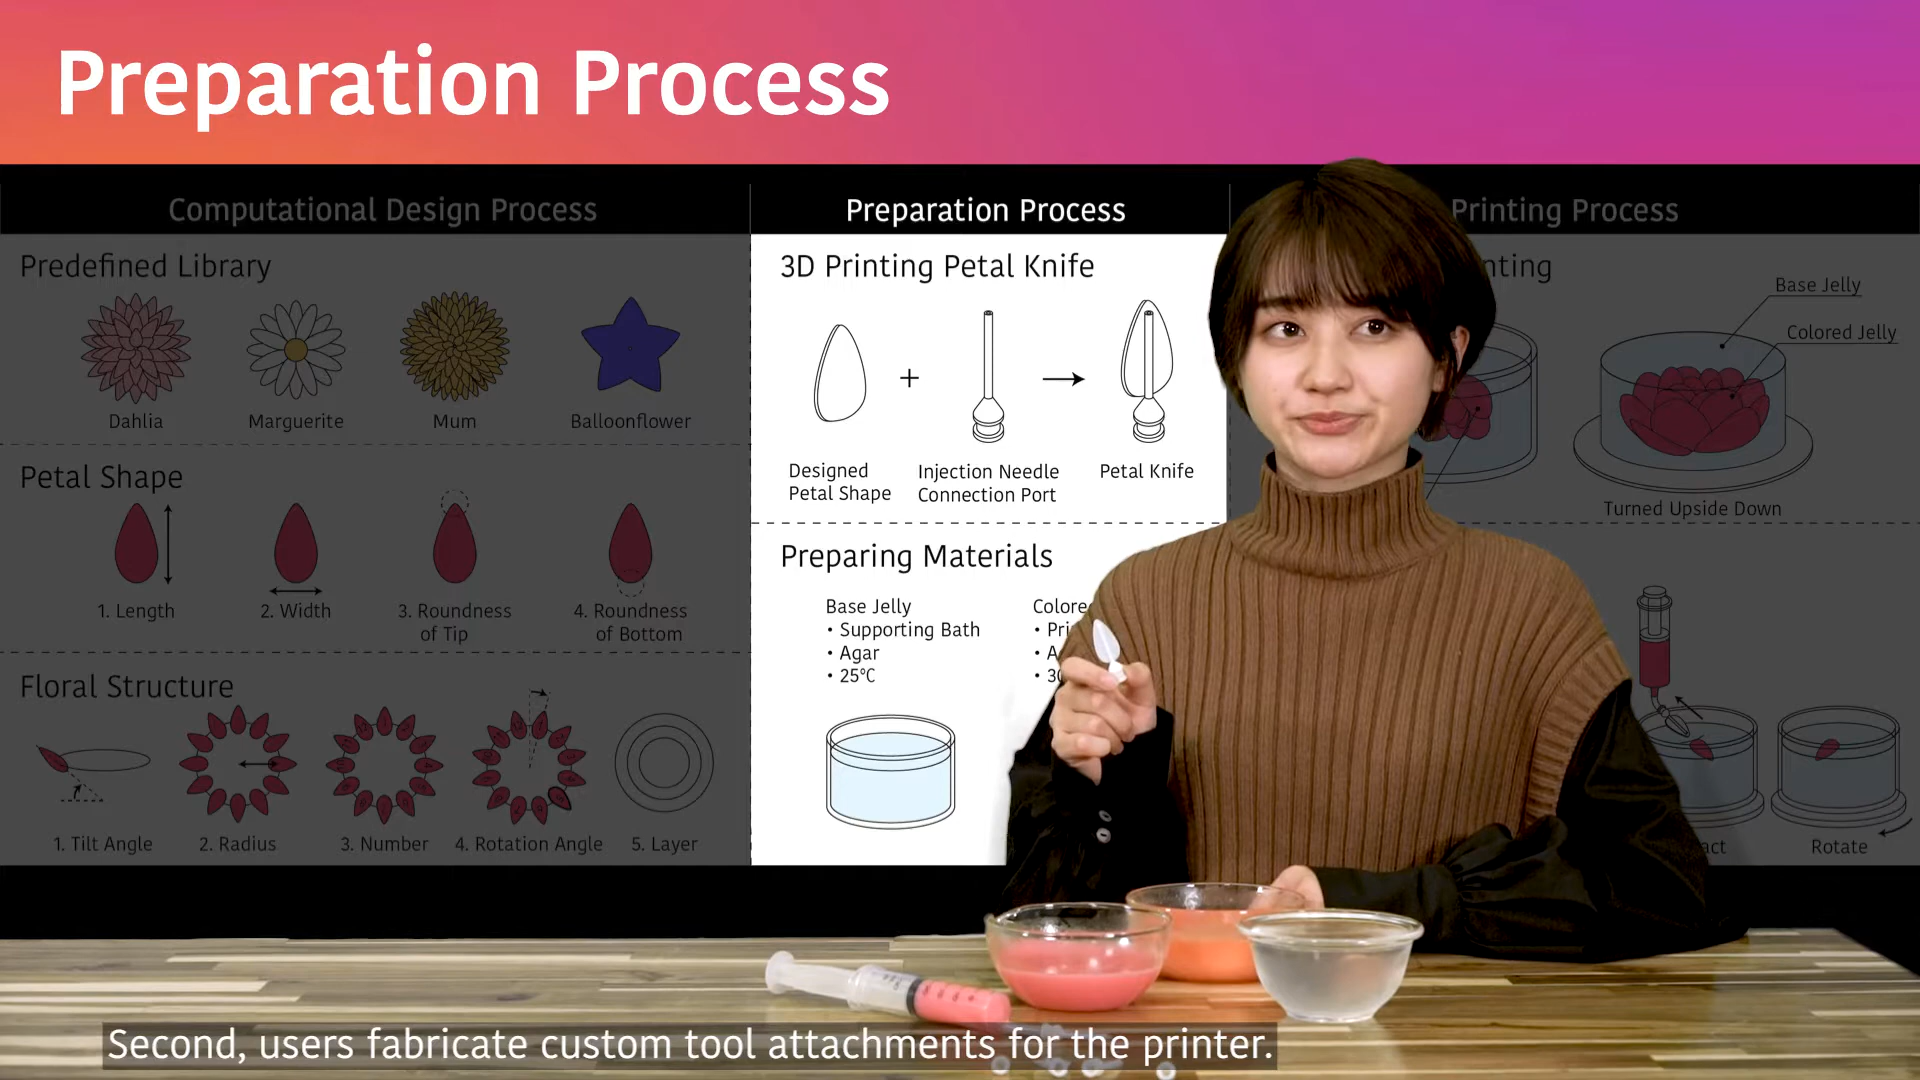 Preparation Process
Computational Design Process
Predefined Library
Dahlia
Marguerite
Mum
Balloonflower
Petal Shape
1. Length
2. Width
3. Roundness
of Tip
4. Roundness
of Bottom
Floral Structure
1. Tilt Angle
2. Radius
3. Number
4. Rotation Angle
5. Layer
Preparation Process
3D Printing Petal Knife
+
Designed
Petal Shape
Injection Needle
Connection Port
Petal Knife
Preparing Materials
Base Jelly
• Supporting Bath
• Agar
• 25℃
Printing Process
Base Jelly
Colored Jelly
Turned Upside Down
Rotate
Second, users fabricate custom tool attachments for the printer.